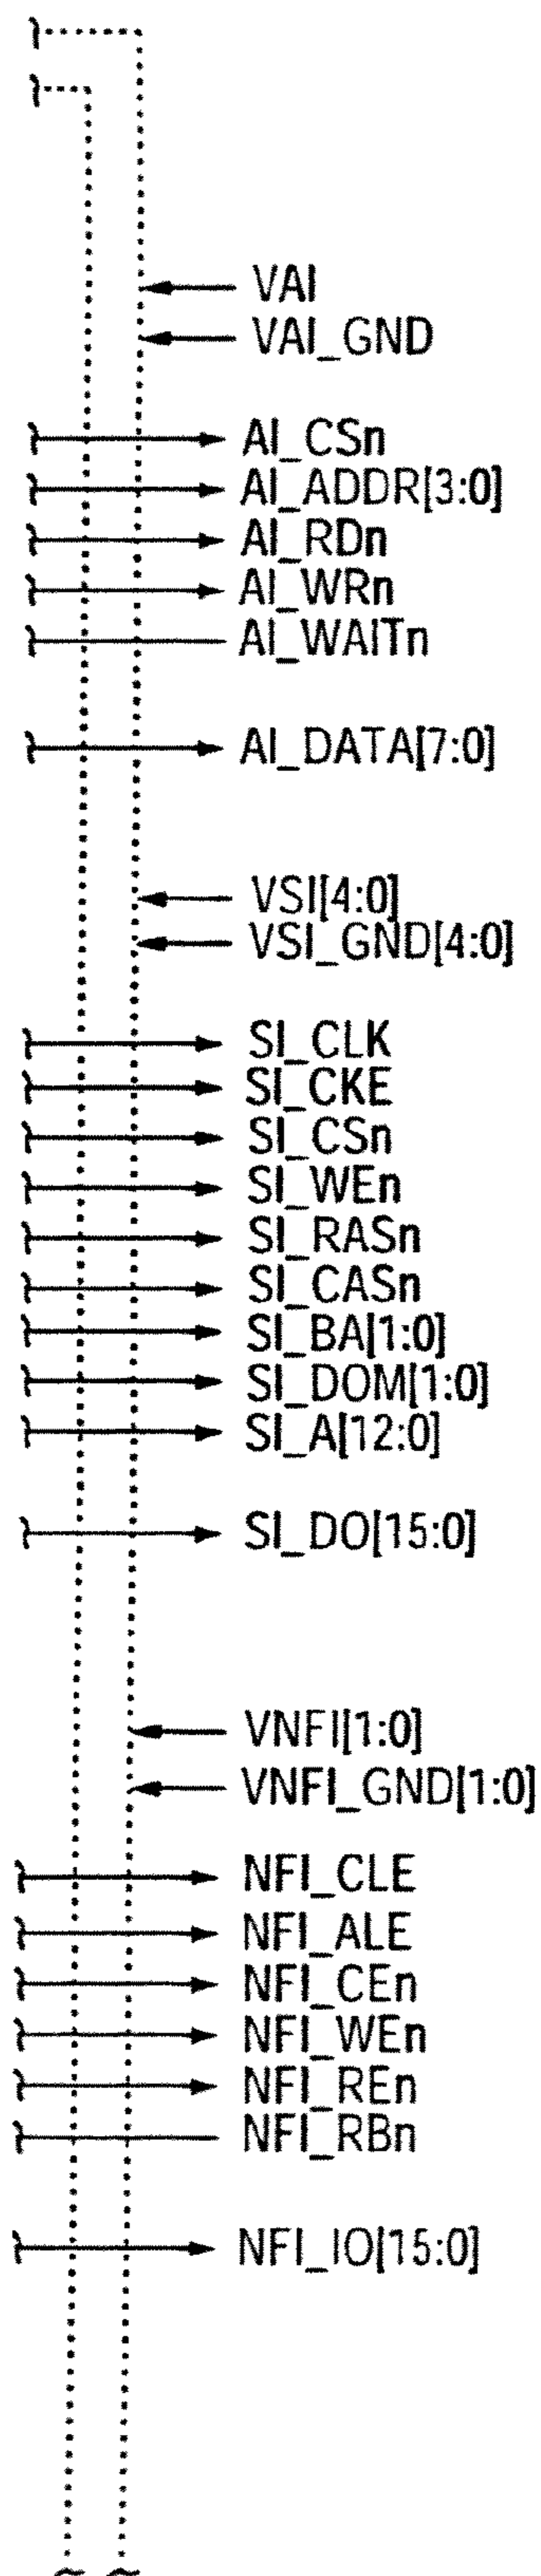 VAI
VAI_GND
AI_CSn
AI_ADDR[3:0]
AI_RDn
AI_WRn
AI_WAITn
AI_DATA[7:0]
VSI[4:0]
VSI_GND[4:0]
SI_CLK
SI_CKE
SI_CSn
SI_WEn
SI_RASn
SI_CASn
SI_BA[1:0]
SI_DOM[1:0]
SI_A[12:0]
SI_DO[15:0]
VNFI[1:0]
VNFI_GND[1:0]
NFI_CLE
NFI_ALE
NFI_CEn
NFI_WEn
NFI_REn
NFI_RBn
NFI_IO[15:0]